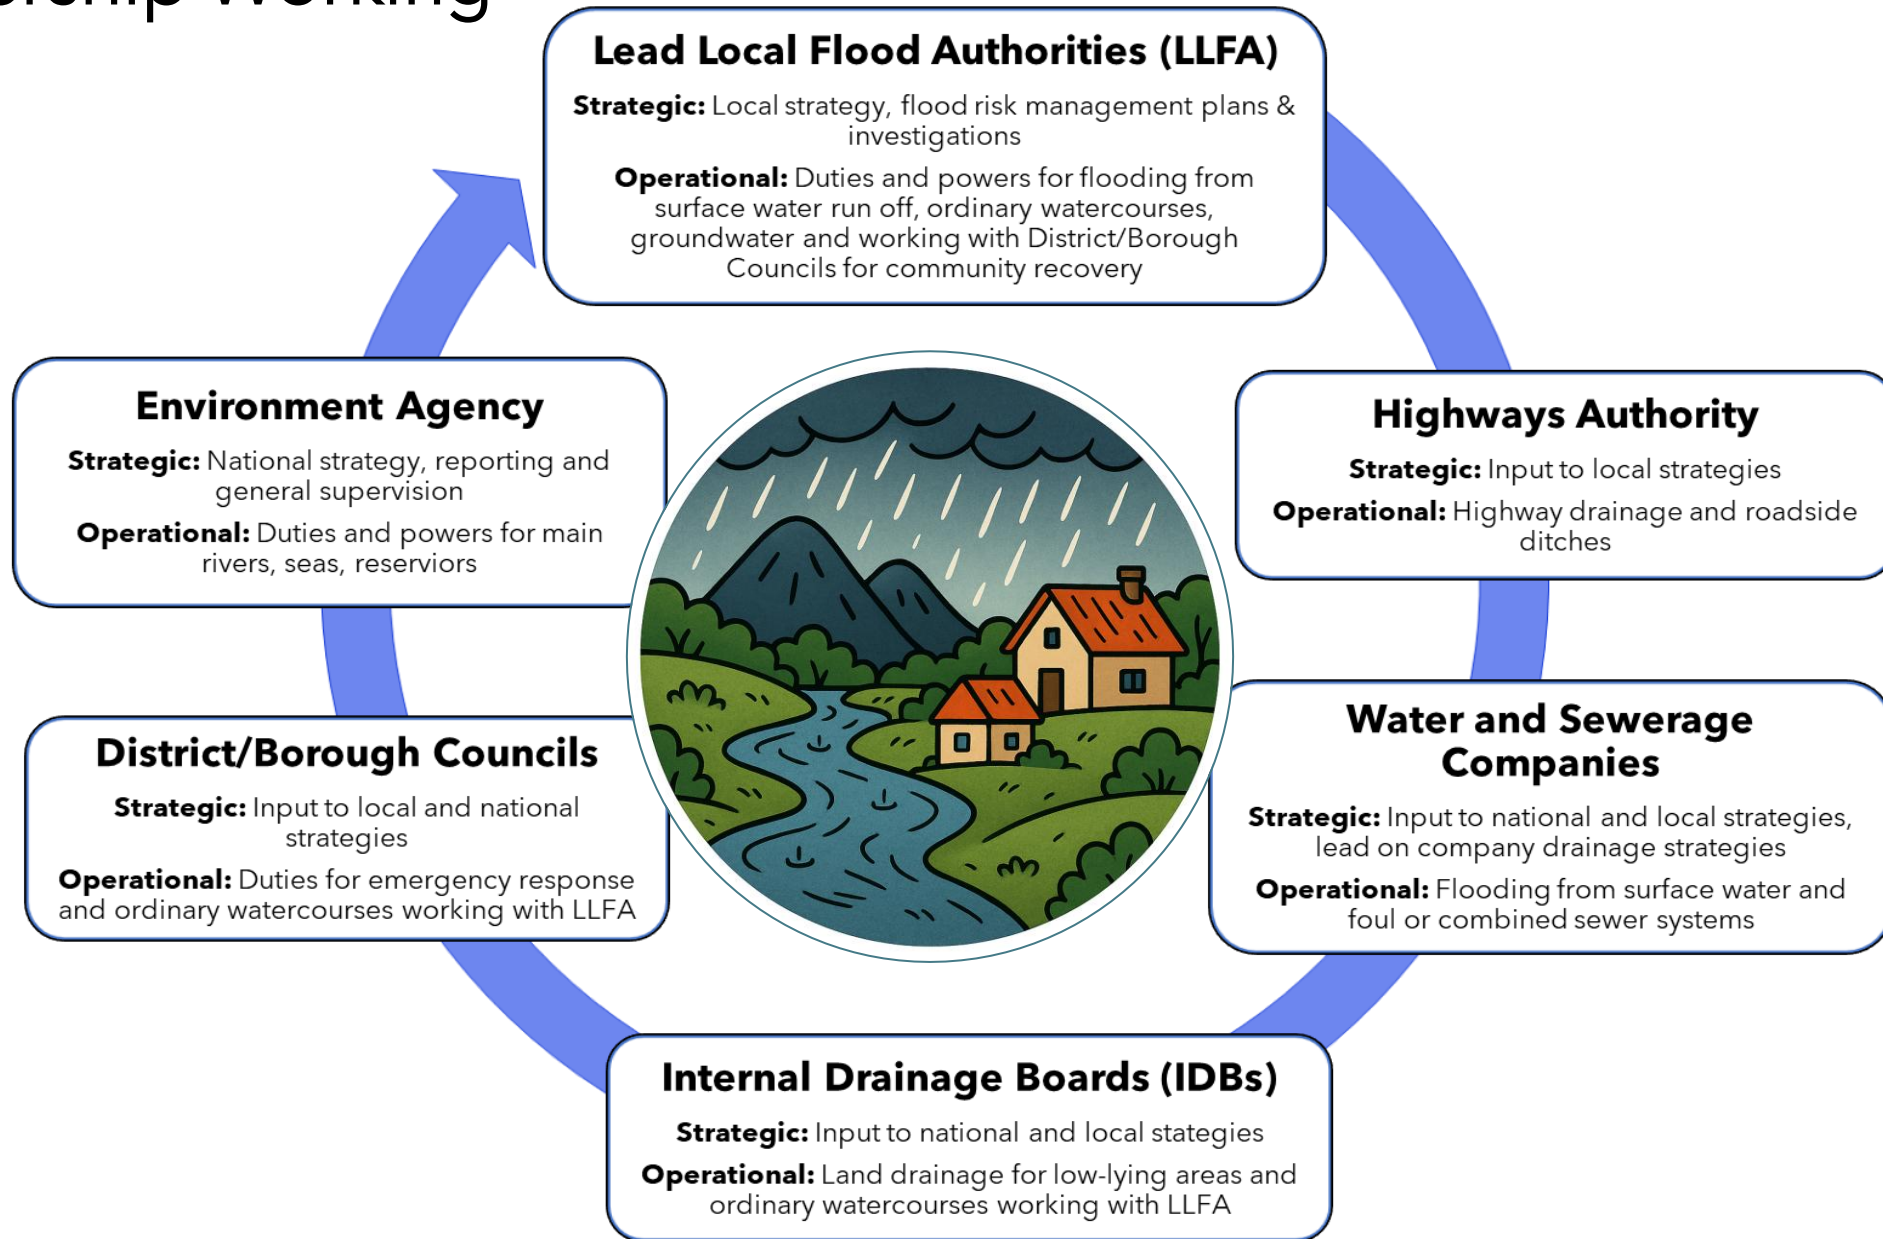 Working
Lead Local Flood Authorities (LLFA)
Strategic: Local strategy, flood risk management plans &
investigations
Operational: Duties and powers for flooding from
surface water run off, ordinary watercourses,
groundwater and working with District/Borough
Councils for community recovery
Highways Authority
Strategic: Input to local strategies
Operational: Highway drainage and roadside
ditches
Water and Sewerage
Companies
Strategic: Input to national and local strategies,
lead on company drainage strategies
Operational: Flooding from surface water and
foul or combined sewer systems
Internal Drainage Boards (IDBs)
Strategic: Input to national and local stategies
Operational: Land drainage for low-lying areas and
ordinary watercourses working with LLFA
District/Borough Councils
Strategic: Input to local and national
strategies
Operational: Duties for emergency response
and ordinary watercourses working with LLFA
Environment Agency
Strategic: National strategy, reporting and
general supervision
Operational: Duties and powers for main
rivers, seas, reserviors